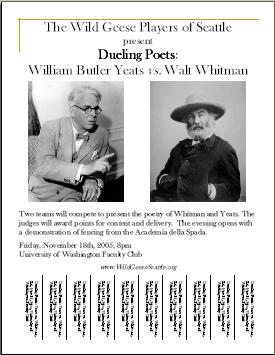 The Wild Geese Players of Seattle
present
Dueling Poets:
William Butler Yeats vs. Walt Whitman
Two teams will compete to present the poetry of Whitman and Yeats. The
judges will award points for content and delivery. The evening opens with
a demonstration of fencing from the Academia della Spada.
Friday, November 18th, 2005, 8pm
University of Washington Faculty Club
www.WildGeeseSeattle.org